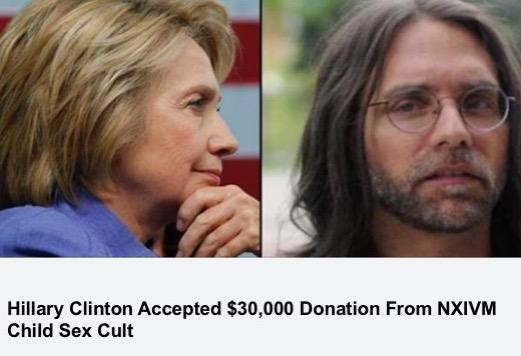 Hillary Clinton Accepted $30,000 Donation From NXIVM
Child Sex Cult